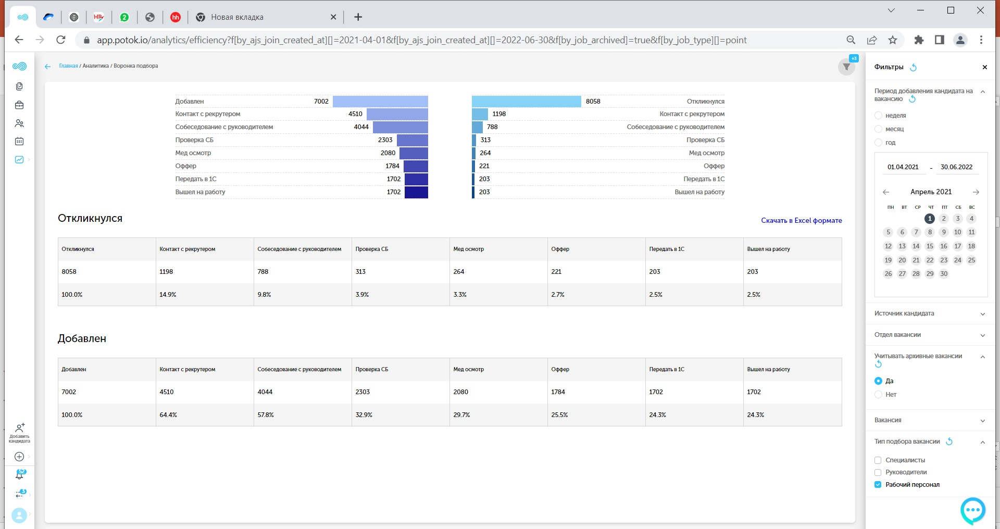 HR
2
hh
Новая вкладка
app.potok.io/analytics/efficiency?f[by_ajs_join_created_at][]=2021-04-01&f[by_ajs_join_created_at][]=2022-06-30&f[by_job_archived]=true&f[by_job_type][]=point
Главная / Аналитика / Воронка подбора
+3
Добавлен 7002
Контакт с рекрутером 4510
Собеседование с руководителем 4044
Проверка СБ 2303
Мед осмотр 2080
Оффер 1784
Передать в 1С 1702
Вышел на работу 1702
8058 Откликнулся
1198 Контакт с рекрутером
788 Собеседование с руководителем
313 Проверка СБ
264 Мед осмотр
221 Оффер
203 Передать в 1С
203 Вышел на работу
Откликнулся
Скачать в Excel формате
Откликнулся Контакт с рекрутером Собеседование с руководителем Проверка СБ Мед осмотр Оффер Передать в 1С Вышел на работу
8058 1198 788 313 264 221 203 203
100.0% 14.9% 9.8% 3.9% 3.3% 2.7% 2.5% 2.5%
Добавлен
Добавлен Контакт с рекрутером Собеседование с руководителем Проверка СБ Мед осмотр Оффер Передать в 1С Вышел на работу
7002 4510 4044 2303 2080 1784 1702 1702
100.0% 64.4% 57.8% 32.9% 29.7% 25.5% 24.3% 24.3%
Добавить
кандидата
52
3
Фильтры
Период добавления кандидата на
вакансию
неделя
месяц
год
01.04.2021 - 30.06.2022
Апрель 2021
ПН ВТ СР ЧТ ПТ СБ ВС
1 2 3 4
5 6 7 8 9 10 11
12 13 14 15 16 17 18
19 20 21 22 23 24 25
26 27 28 29 30
Источник кандидата
Отдел вакансии
Учитывать архивные вакансии
Да
Нет
Вакансия
Тип подбора вакансии
Специалисты
Руководители
Рабочий персонал